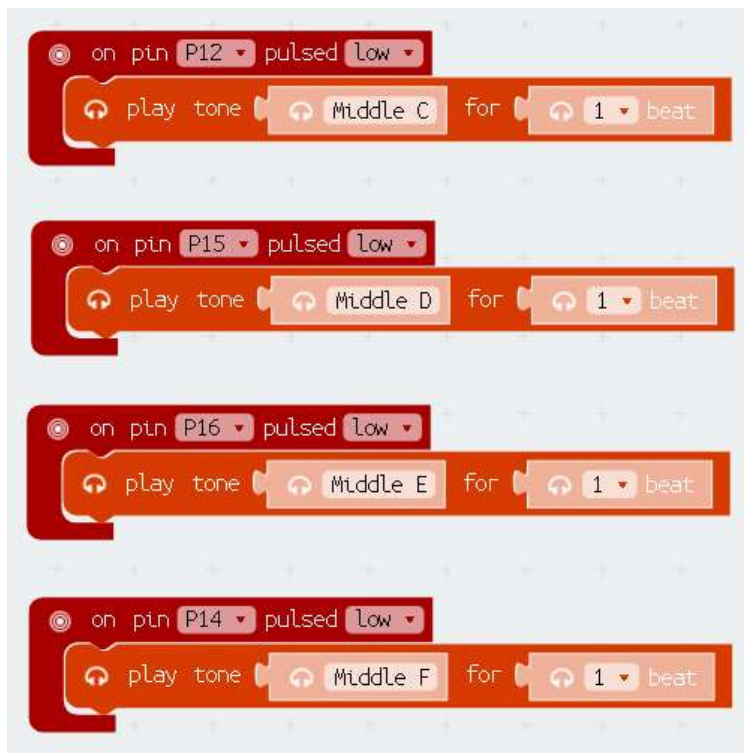 on pin P12 pulsed low
play tone Middle C for 1 beat
on pin P15 pulsed low
play tone Middle D for 1 beat
on pin P16 pulsed low
play tone Middle E for 1 beat
on pin P14 pulsed low
play tone Middle F for 1 beat